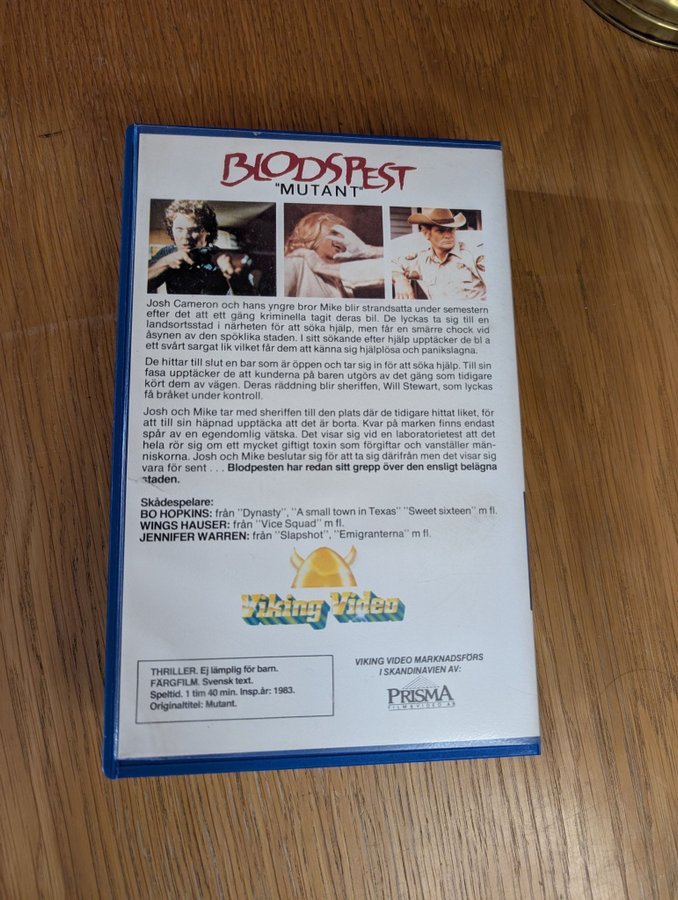 BLODSPEST
"MUTANT"
Josh Cameron och hans yngre bror Mike blir strandsatta under semestern
efter det att ett gäng kriminella tagit deras bil. De lyckas ta sig till en
landsortsstad i närheten för att söka hjälp, men får en smärre chock vid
åsynen av den spöklika staden. I sitt sökande efter hjälp upptäcker de bl a
ett svårt sargat lik vilket får dem att känna sig hjälplösa och panikslagna.
De hittar till slut en bar som är öppen och tar sig in för att söka hjälp. Till sin
fasa upptäcker de att kunderna på baren utgörs av det gäng som tidigare
kört dem av vägen. Deras räddning blir sheriffen, Will Stewart, som lyckas
få bråket under kontroll.
Josh och Mike tar med sheriffen till den plats där de tidigare hittat liket, för
att till sin häpnad upptäcka att det är borta. Kvar på marken finns endast
spår av en egendomlig vätska. Det visar sig vid en laboratorietest att det
hela rör sig om ett mycket giftigt toxin som förgiftar och vanställer män-
niskorna. Josh och Mike beslutar sig för att ta sig därifrån men det visar sig
vara för sent . . . Blodpesten har redan sitt grepp över den ensligt belägna
staden.
Skådespelare:
BO HOPKINS: från "Dynasty", "A small town in Texas" "Sweet sixteen" m fl.
WINGS HAUSER: från "Vice Squad" m fl.
JENNIFER WARREN: från "Slapshot", "Emigranterna" m fl.
Viking Video
THRILLER. Ej lämplig för barn.
FÄRGFILM. Svensk text.
Speltid. 1 tim 40 min. Insp.år: 1983.
Originaltitel: Mutant.
VIKING VIDEO MARKNADSFÖRS
I SKANDINAVIEN AV:
PRISMA
FILM & VIDEO AB